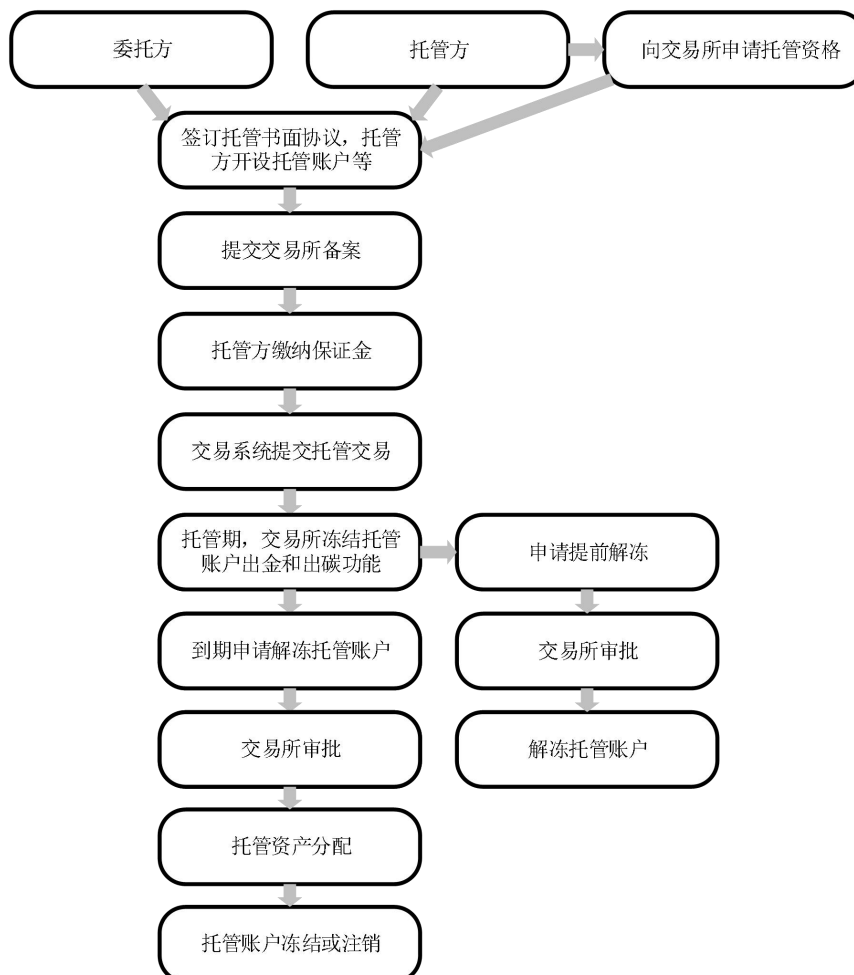 委托方
托管方
向交易所申请托管资格
签订托管书面协议，托管
方开设托管账户等
提交交易所备案
托管方缴纳保证金
交易系统提交托管交易
托管期，交易所冻结托管
账户出金和出碳功能
申请提前解冻
到期申请解冻托管账户
交易所审批
交易所审批
解冻托管账户
托管资产分配
托管账户冻结或注销